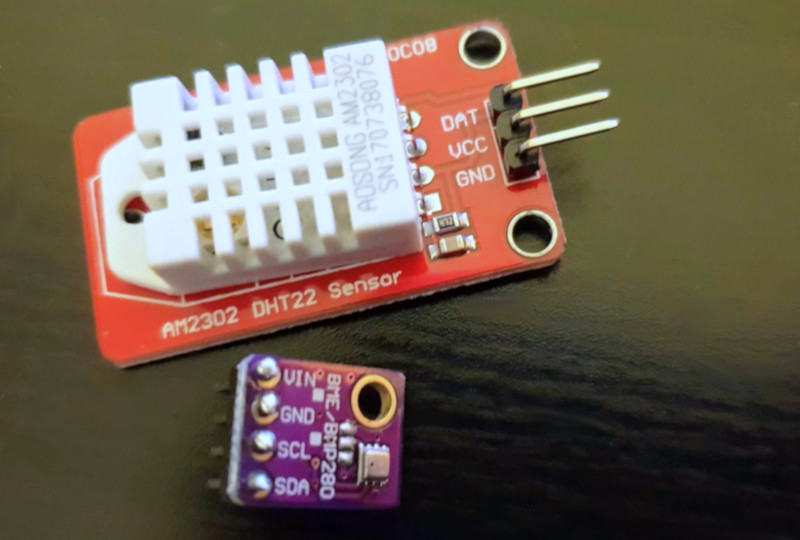 OC08
AOSONG AM2302
SN170738076
DAT
VCC
GND
AM2302 DHT22 Sensor
VIN
GND
SCL
SDA
BME/BMP280